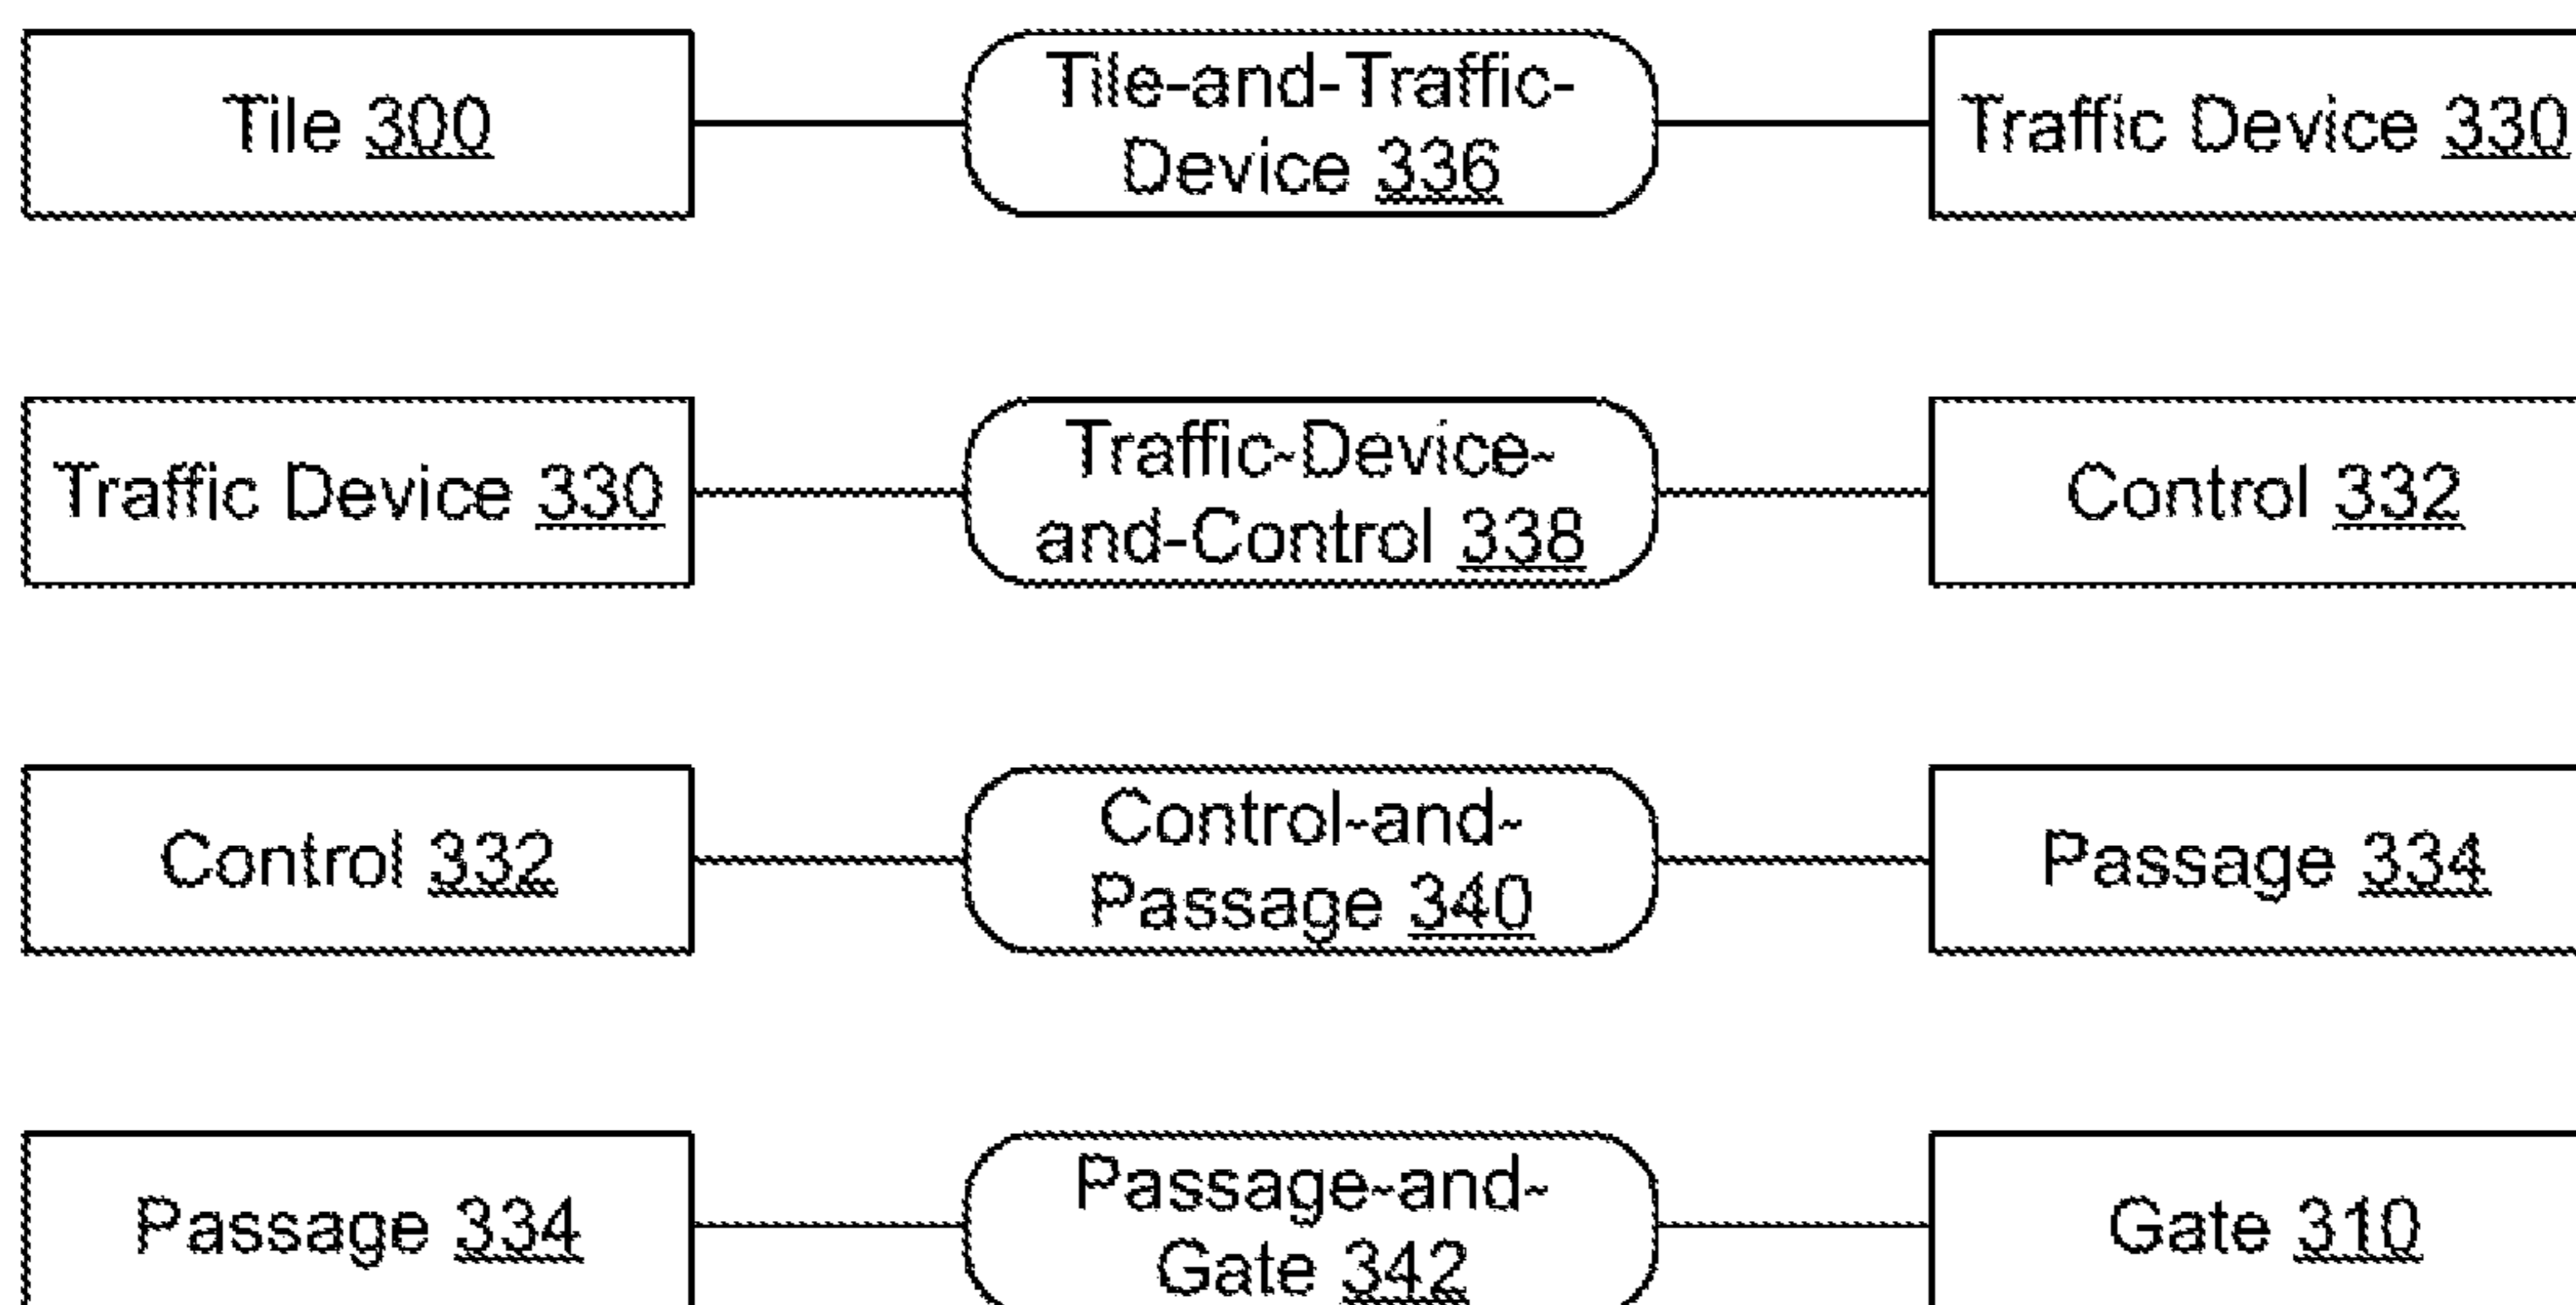 Tile 300
Tile-and-Traffic-
Device 336
Traffic Device 330
Traffic Device 330
Traffic-Device-
and-Control 338
Control 332
Control 332
Control-and-
Passage 340
Passage 334
Passage 334
Passage-and-
Gate 342
Gate 310